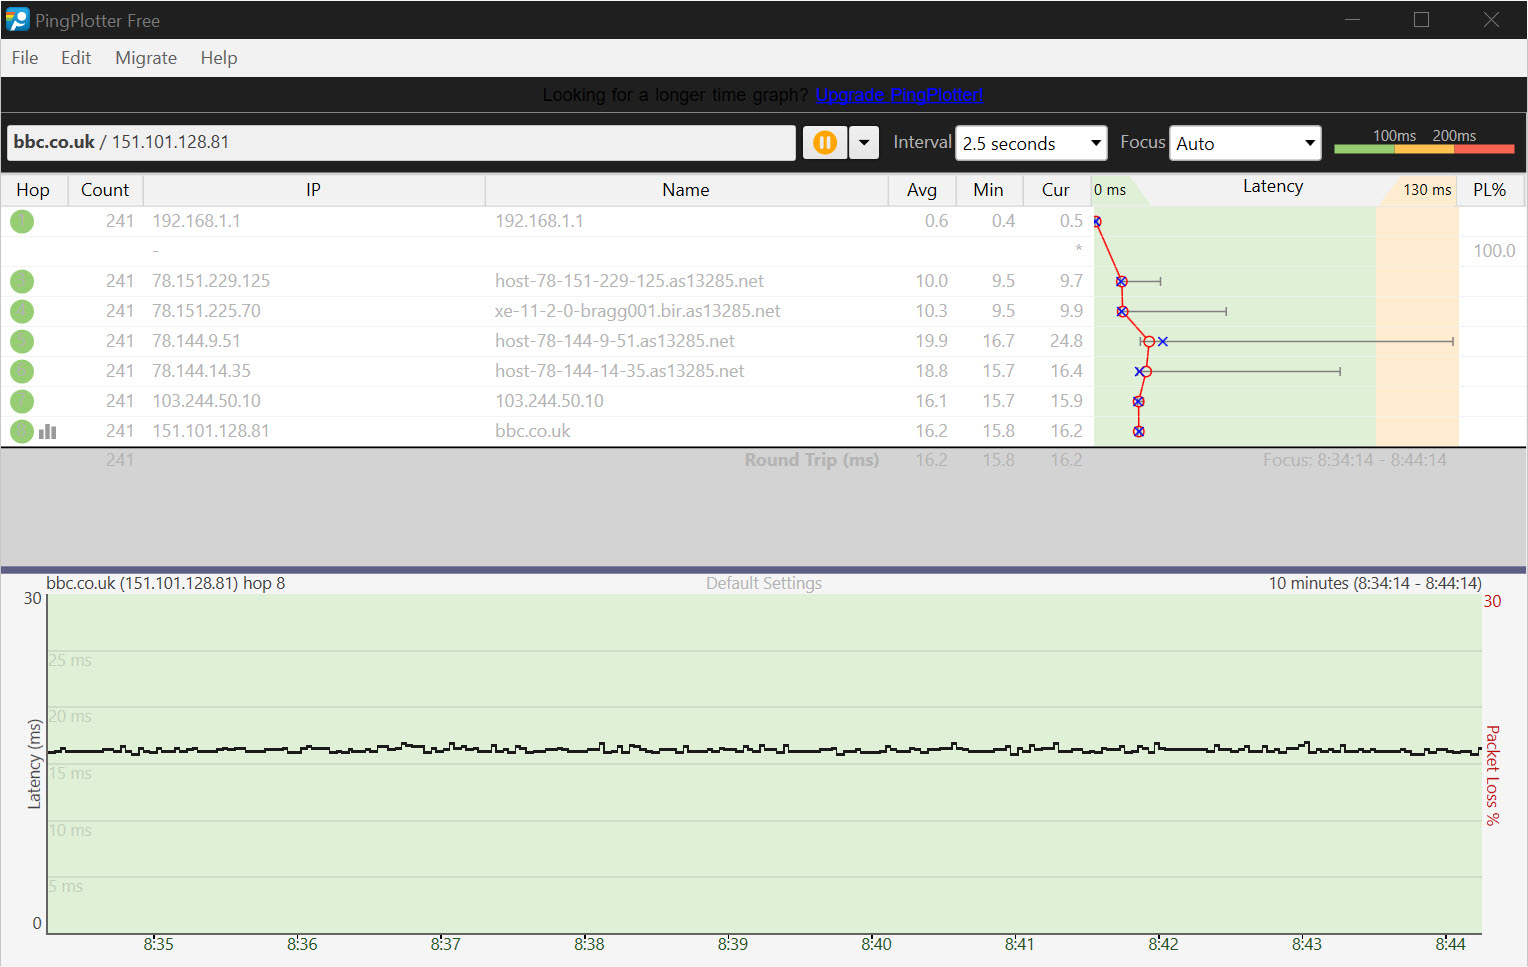 PingPlotter Free
File Edit Migrate Help
Looking for a longer time graph? Upgrade PingPlotter!
bbc.co.uk / 151.101.128.81 Interval 2.5 seconds Focus Auto 100ms 200ms
Hop Count IP Name Avg Min Cur 0 ms Latency 130 ms PL%
241 192.168.1.1 192.168.1.1 0.6 0.4 0.5
- * 100.0
241 78.151.229.125 host-78-151-229-125.as13285.net 10.0 9.5 9.7
241 78.151.225.70 xe-11-2-0-bragg001.bir.as13285.net 10.3 9.5 9.9
241 78.144.9.51 host-78-144-9-51.as13285.net 19.9 16.7 24.8
241 78.144.14.35 host-78-144-14-35.as13285.net 18.8 15.7 16.4
241 103.244.50.10 103.244.50.10 16.1 15.7 15.9
241 151.101.128.81 bbc.co.uk 16.2 15.8 16.2
241 Round Trip (ms) 16.2 15.8 16.2 Focus: 8:34:14 - 8:44:14
bbc.co.uk (151.101.128.81) hop 8 Default Settings 10 minutes (8:34:14 - 8:44:14)
30 30
25 ms
20 ms
15 ms
10 ms
5 ms
0
Latency (ms)
Packet Loss %
8:35 8:36 8:37 8:38 8:39 8:40 8:41 8:42 8:43 8:44